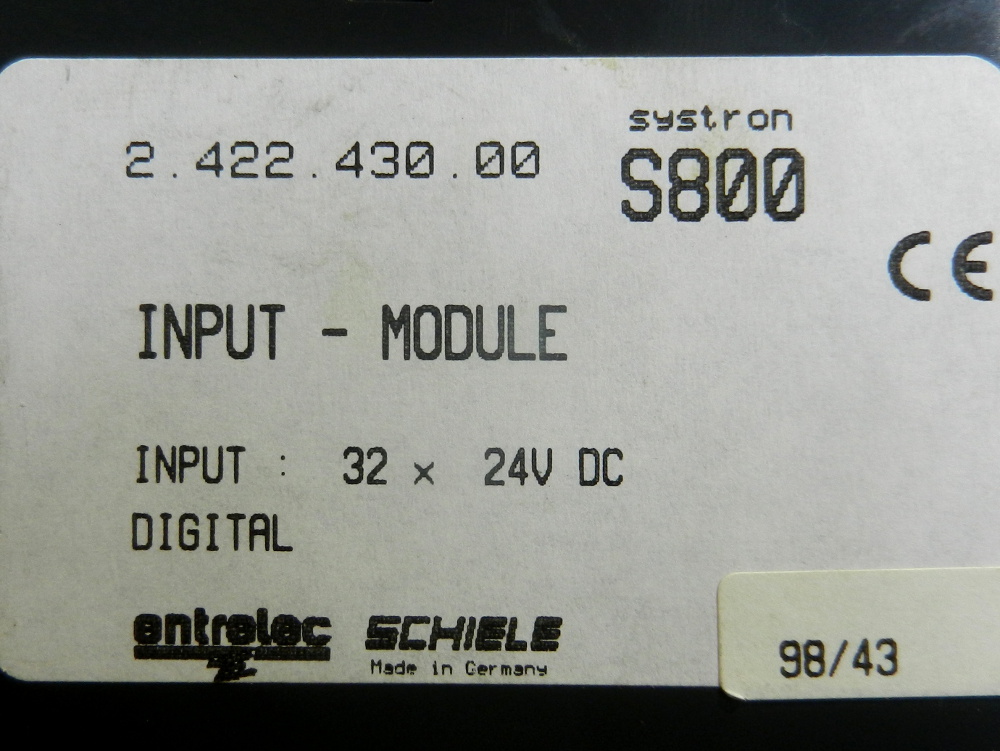 systron
2.422.430.00
S800
CE
INPUT - MODULE
INPUT : 32 x 24V DC
DIGITAL
entrelec SCHIELE
Made in Germany
98/43